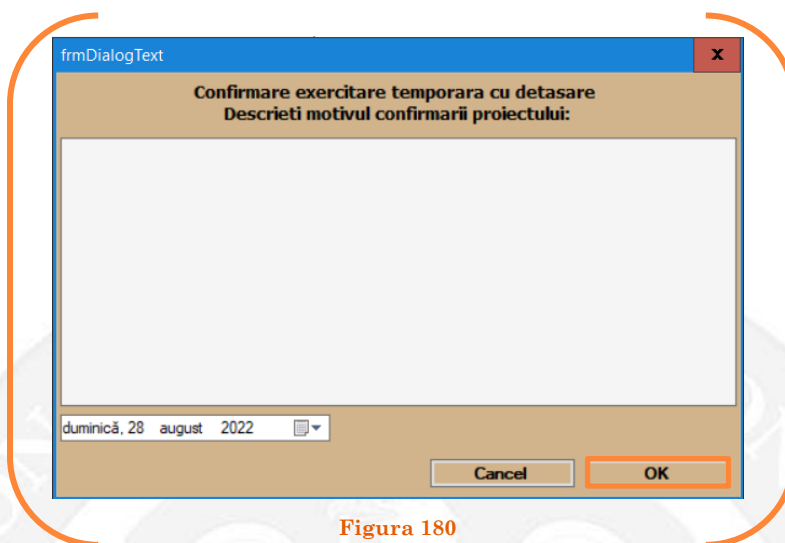 frmDialogText
x
Confirmare exercitare temporara cu detasare
Descrieti motivul confirmarii proiectului:
duminică, 28 august 2022
Cancel OK
Figura 180